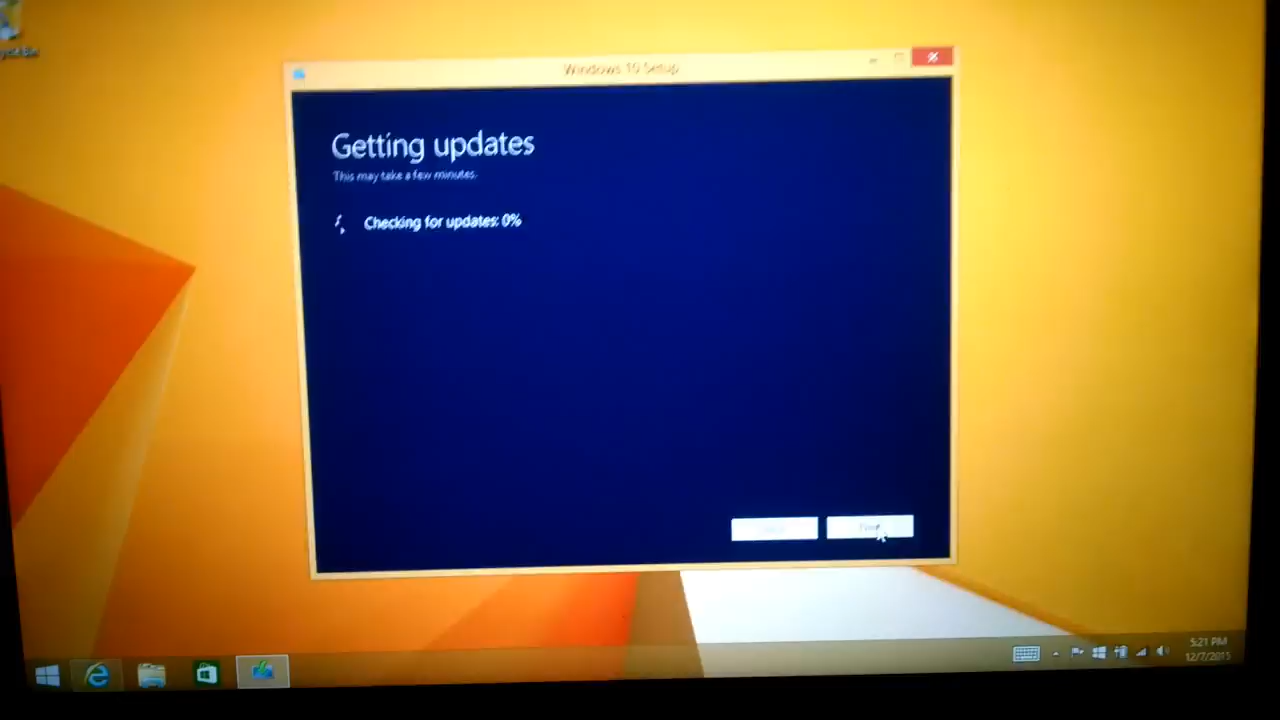 Windows 10 Setup
Getting updates
This may take a few minutes.
Checking for updates: 0%
Next
5:21 PM
12/7/2015